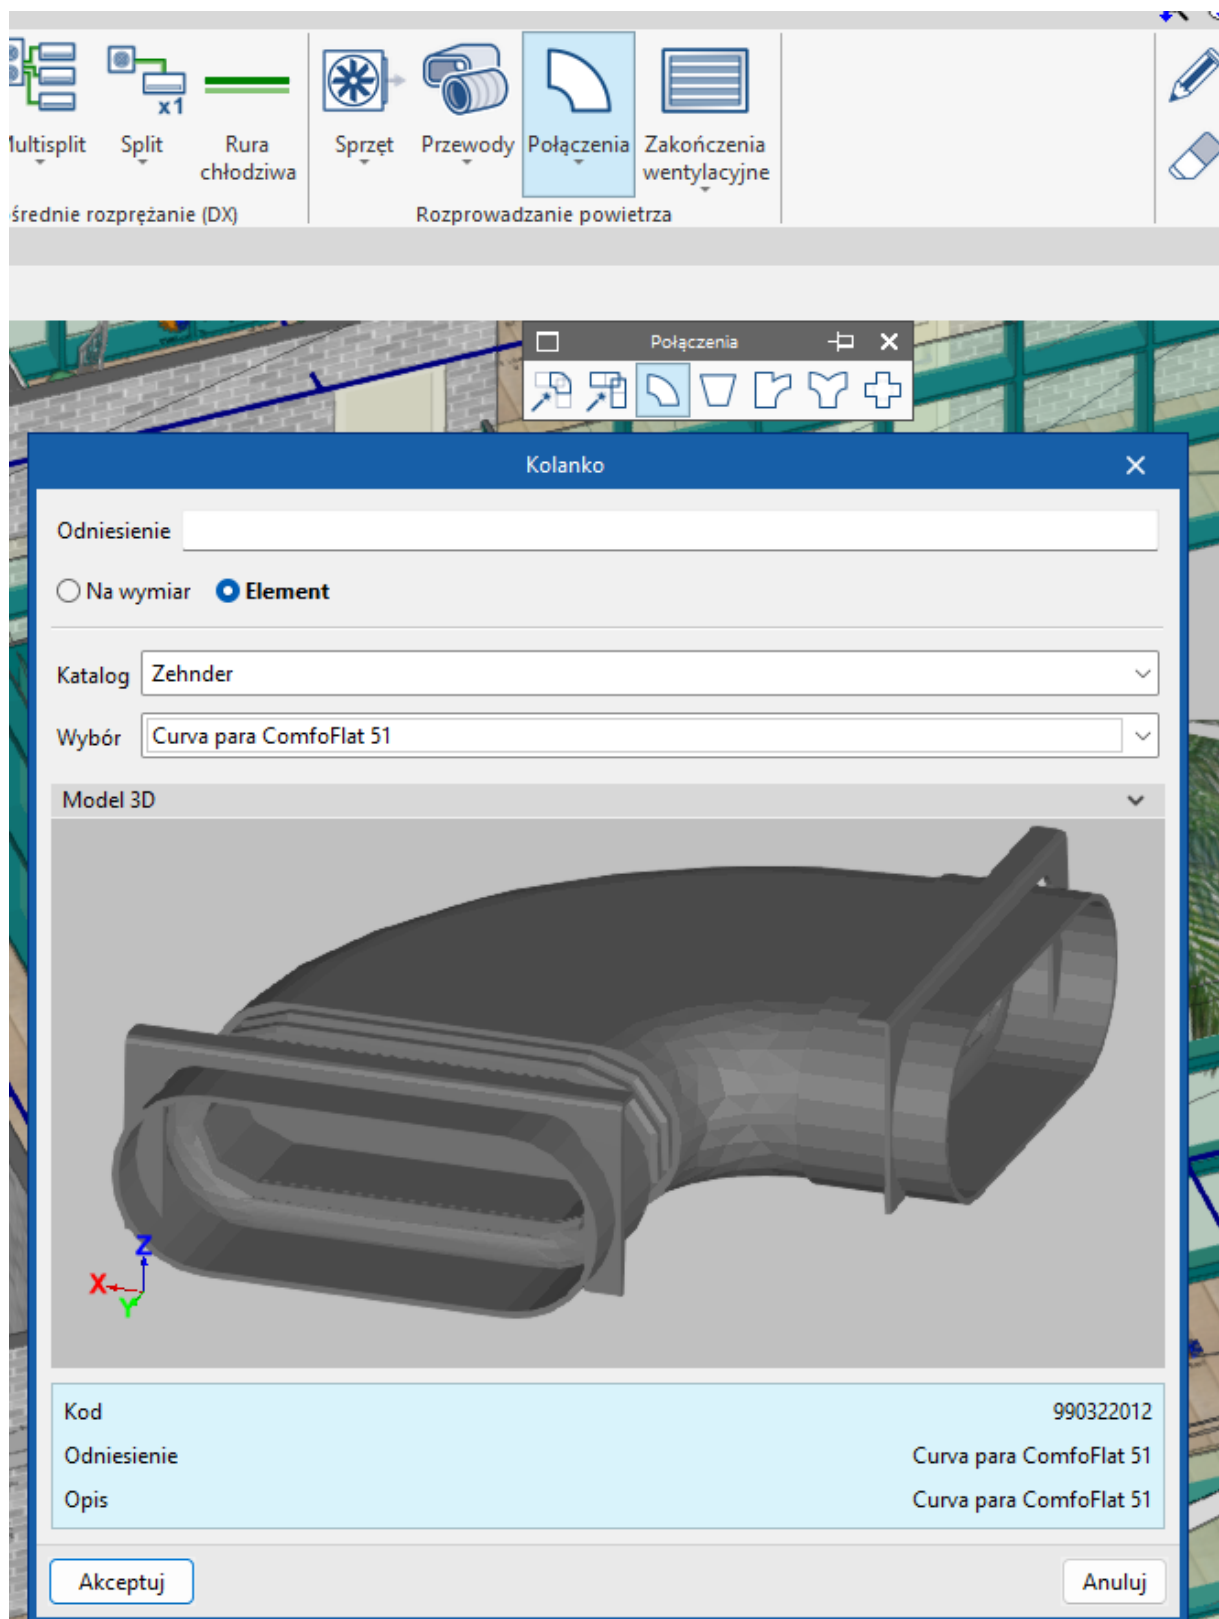 Multisplit Split x1 Rura chłodziwa Sprzęt Przewody Połączenia Zakończenia wentylacyjne
średnie rozprężanie (DX) Rozprowadzanie powietrza
Połączenia
Kolanko
Odniesienie
Na wymiar Element
Katalog Zehnder
Wybór Curva para ComfoFlat 51
Model 3D
Z
X
Y
Kod 990322012
Odniesienie Curva para ComfoFlat 51
Opis Curva para ComfoFlat 51
Akceptuj Anuluj